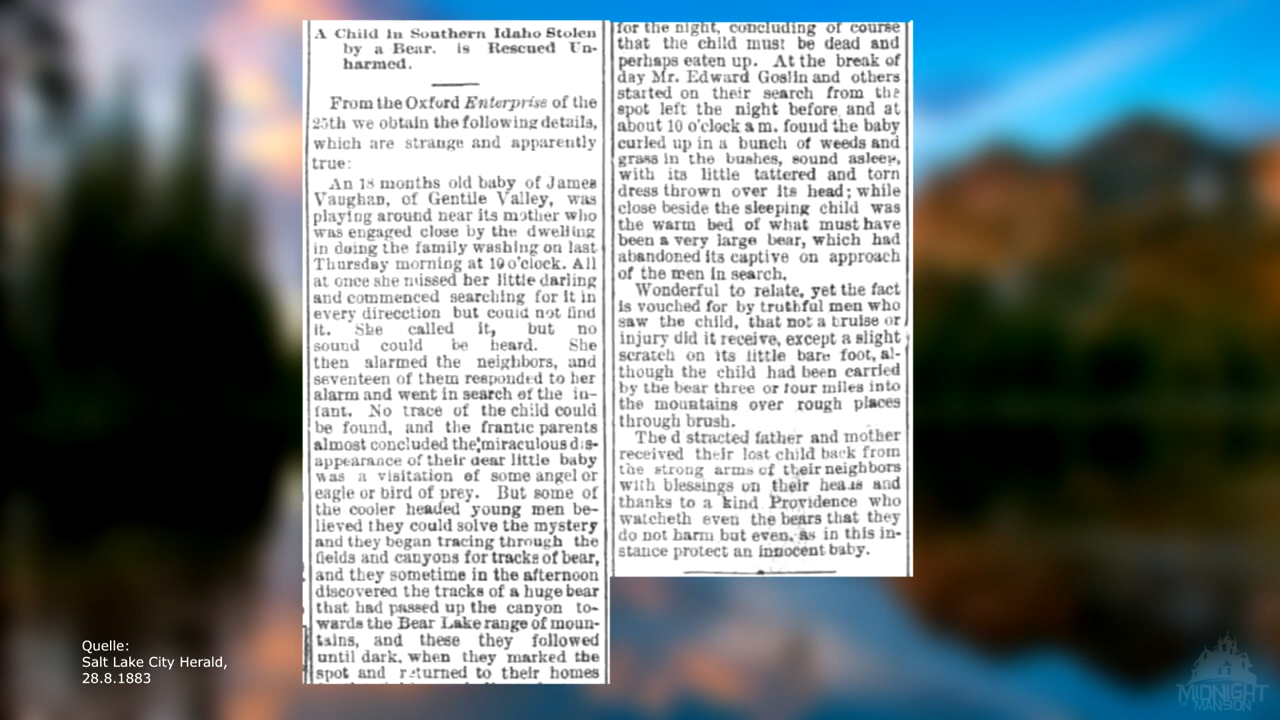 A Child in Southern Idaho Stolen
by a Bear. is Rescued Un-
harmed.
From the Oxford Enterprise of the
25th we obtain the following details,
which are strange and apparently
true:
An 18 months old baby of James
Vaughan, of Gentile Valley, was
playing around near its mother who
was engaged close by the dwelling
in doing the family washing on last
Thursday morning at 10 o'clock. All
at once she missed her little darling
and commenced searching for it in
every direcction but could not find
it. She called it, but no
sound could be heard. She
then alarmed the neighbors, and
seventeen of them responded to her
alarm and went in search of the in-
fant. No trace of the child could
be found, and the frantic parents
almost concluded the miraculous dis-
appearance of their dear little baby
was a visitation of some angel or
eagle or bird of prey. But some of
the cooler headed young men be-
lieved they could solve the mystery
and they began tracing through the
fields and canyons for tracks of bear,
and they sometime in the afternoon
discovered the tracks of a huge bear
that had passed up the canyon to-
wards the Bear Lake range of moun-
tains, and these they followed
until dark, when they marked the
spot and returned to their homes
for the night, concluding of course
that the child must be dead and
perhaps eaten up. At the break of
day Mr. Edward Goslin and others
started on their search from the
spot left the night before and at
about 10 o'clock a m. found the baby
curled up in a bunch of weeds and
grass in the bushes, sound asleep,
with its little tattered and torn
dress thrown over its head; while
close beside the sleeping child was
the warm bed of what must have
been a very large bear, which had
abandoned its captive on approach
of the men in search.
Wonderful to relate, yet the fact
is vouched for by truthful men who
saw the child, that not a bruise or
injury did it receive, except a slight
scratch on its little bare foot, al-
though the child had been carried
by the bear three or four miles into
the mountains over rough places
through brush.
The d stracted father and mother
received their lost child back from
the strong arms of their neighbors
with blessings on their heads and
thanks to a kind Providence who
watcheth even the bears that they
do not harm but even, as in this in-
stance protect an innocent baby.
Quelle:
Salt Lake City Herald,
28.8.1883
MIDNIGHT
MANSION